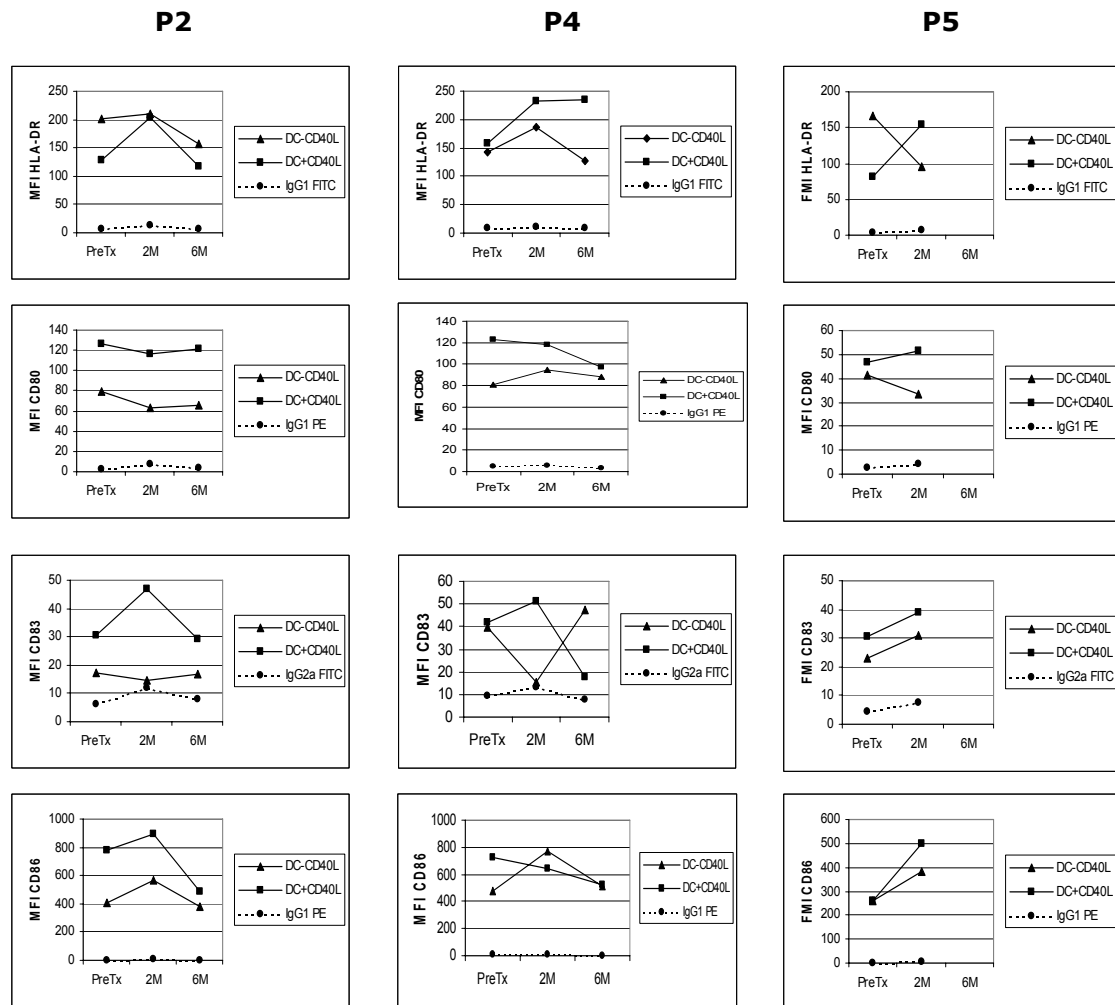 P2
P4
P5
MFI HLA-DR
250
200
150
100
50
0
PreTx 2M 6M
DC-CD40L
DC+CD40L
IgG1 FITC
MFI HLA-DR
250
200
150
100
50
0
PreTx 2M 6M
DC-CD40L
DC+CD40L
IgG1 FITC
FMI HLA-DR
200
150
100
50
0
PreTx 2M 6M
DC-CD40L
DC+CD40L
IgG1 FITC
MFI CD80
140
120
100
80
60
40
20
0
PreTx 2M 6M
DC-CD40L
DC+CD40L
IgG1 PE
MFI CD80
140
120
100
80
60
40
20
0
PreTx 2M 6M
DC-CD40L
DC+CD40L
IgG1 PE
MFI CD80
60
50
40
30
20
10
0
PreTx 2M 6M
DC-CD40L
DC+CD40L
IgG1 PE
MFI CD83
50
40
30
20
10
0
PreTx 2M 6M
DC-CD40L
DC+CD40L
IgG2a FITC
MFI CD83
60
50
40
30
20
10
0
PreTx 2M 6M
DC-CD40L
DC+CD40L
IgG2a FITC
FMI CD83
50
40
30
20
10
0
PreTx 2M 6M
DC-CD40L
DC+CD40L
IgG2a FITC
MFI CD86
1000
800
600
400
200
0
PreTx 2M 6M
DC-CD40L
DC+CD40L
IgG1 PE
MFI CD86
1000
800
600
400
200
0
PreTx 2M 6M
DC-CD40L
DC+CD40L
IgG1 PE
FMI CD86
600
500
400
300
200
100
0
PreTx 2M 6M
DC-CD40L
DC+CD40L
IgG1 PE